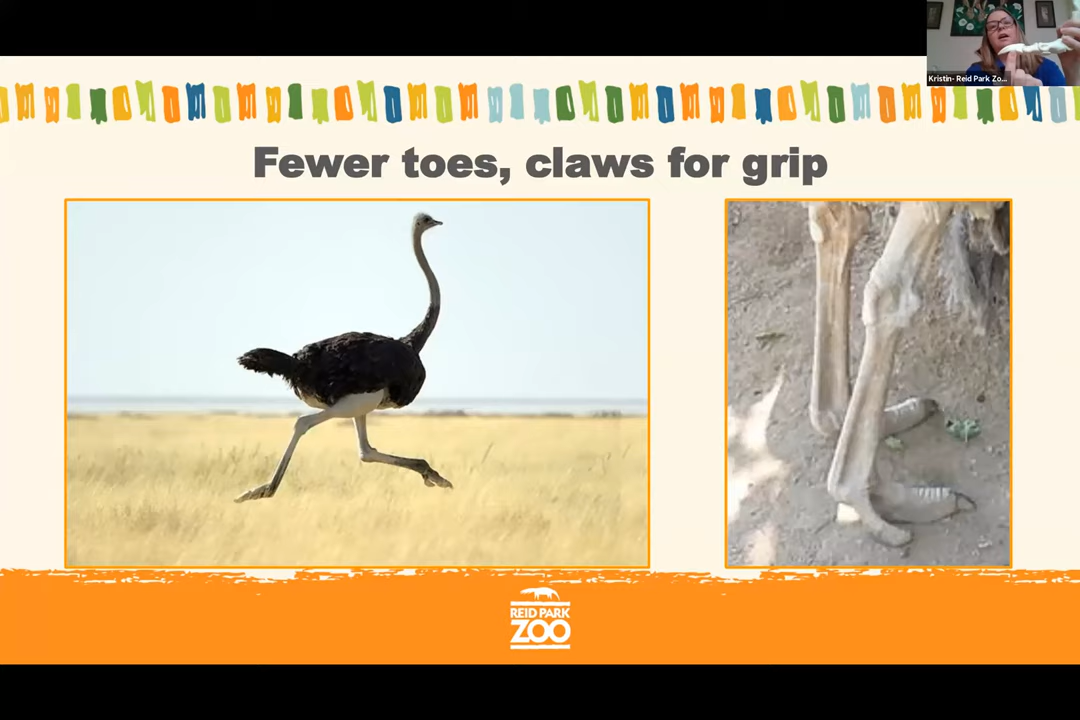 Kristin- Reid Park Zo...
Fewer toes, claws for grip
REID PARK
ZOO